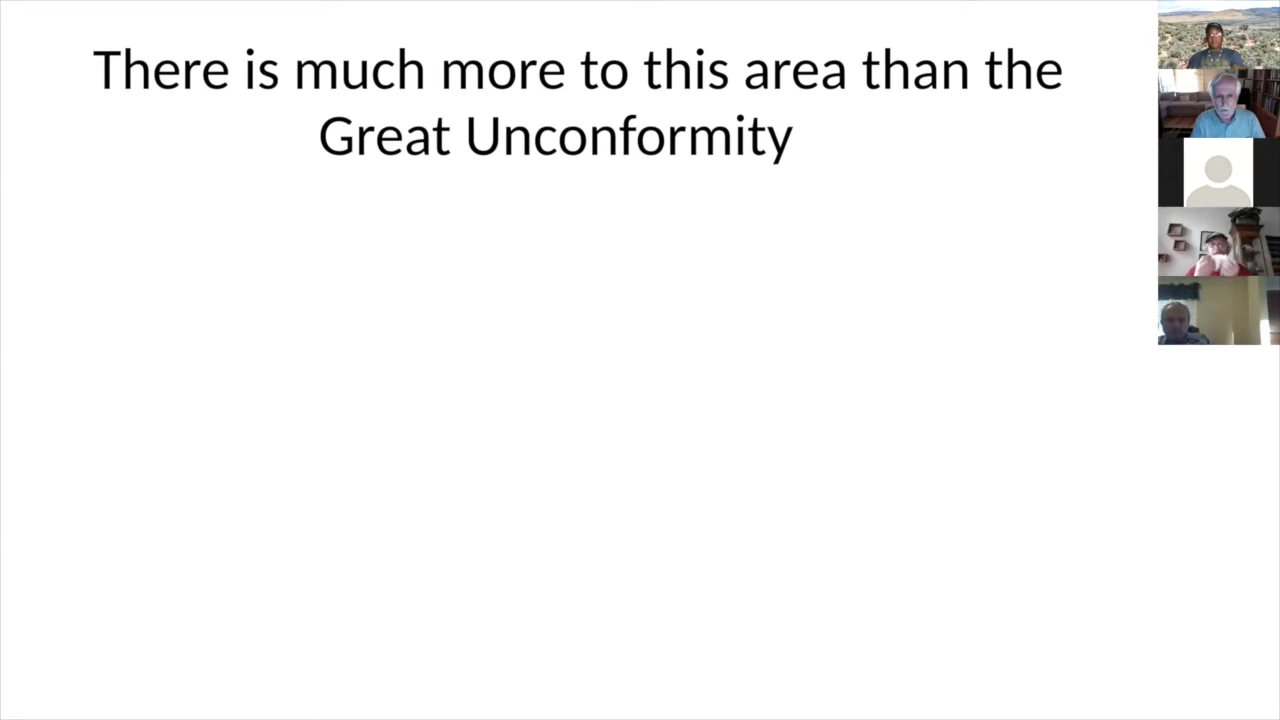 There is much more to this area than the
Great Unconformity